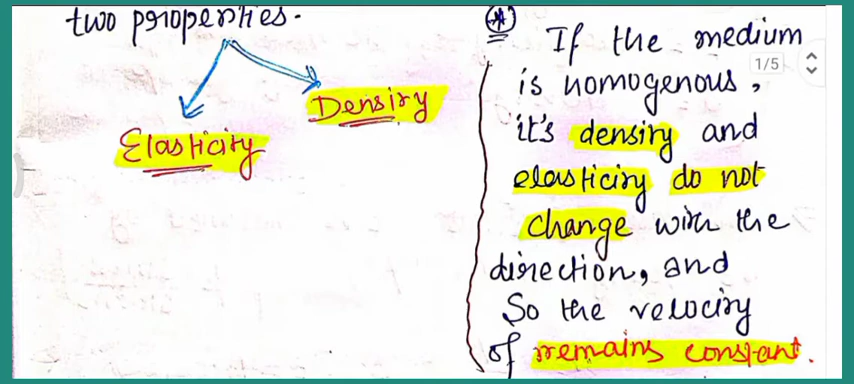 two properties.
Elasticity
Density
If the medium
is homogenous,
it's density and
elasticity do not
change with the
direction, and
So the velocity
of remains constant.
1/5